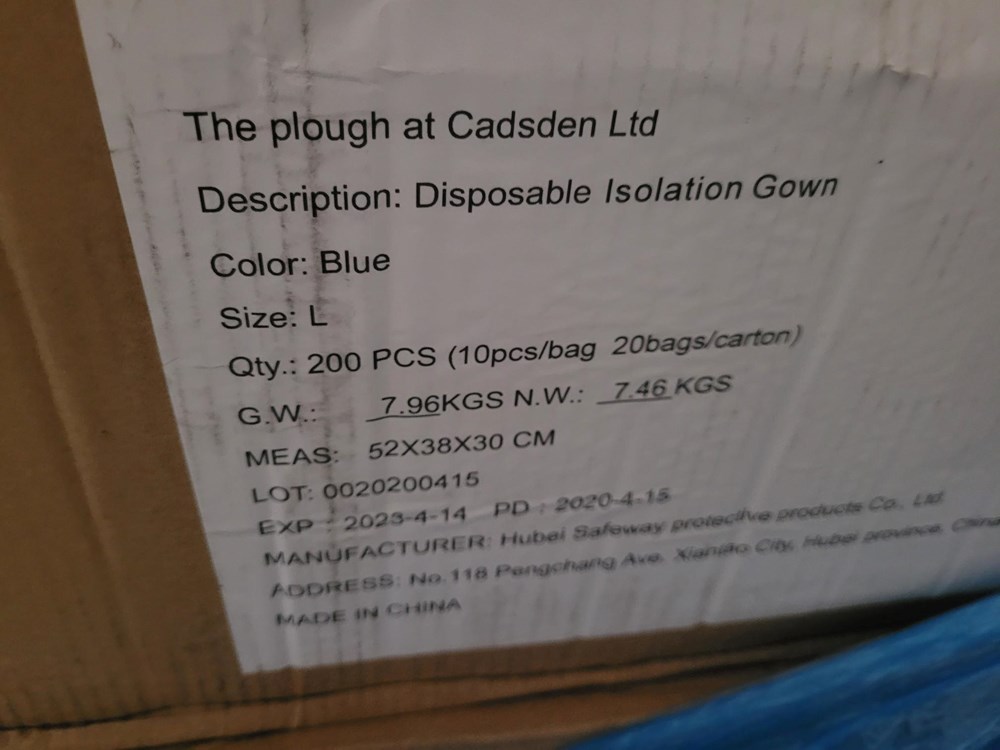 The plough at Cadsden Ltd
Description: Disposable Isolation Gown
Color: Blue
Size: L
Qty.: 200 PCS (10pcs/bag 20bags/carton)
G.W.: 7.96KGS N.W.: 7.46 KGS
MEAS: 52X38X30 CM
LOT: 0020200415
EXP : 2023-4-14 PD : 2020-4-15
MANUFACTURER: Hubei Safeway protective products Co., Ltd
ADDRESS: No.118 Pengchang Ave, Xiantao City, Hubei province, China
MADE IN CHINA